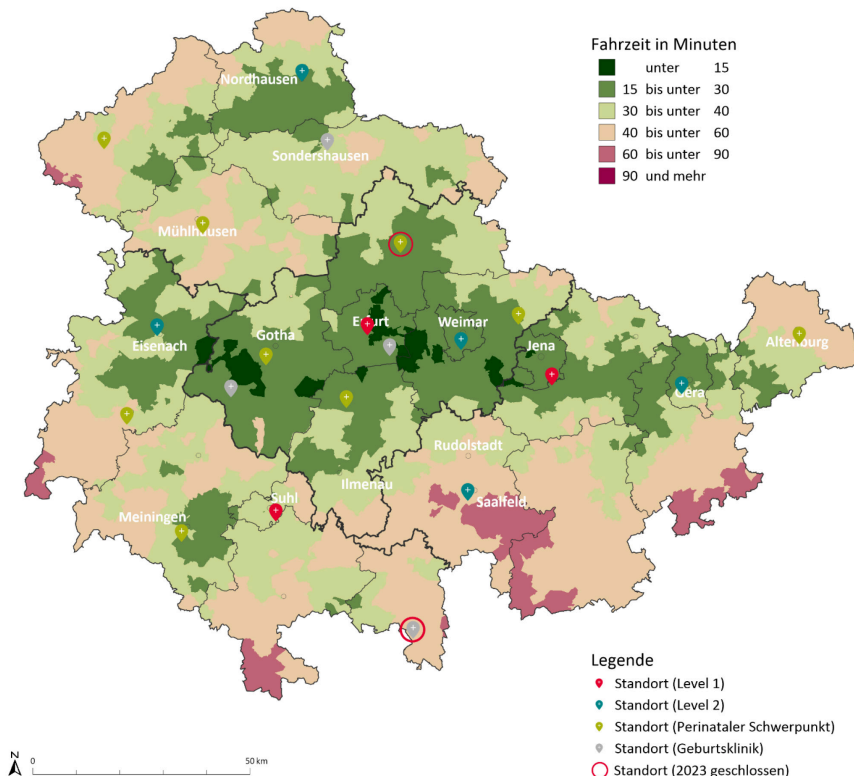 Fahrzeit in Minuten
unter 15
15 bis unter 30
30 bis unter 40
40 bis unter 60
60 bis unter 90
90 und mehr
Nordhausen
Sondershausen
Mühlhausen
Eisenach
Gotha
Erfurt
Weimar
Jena
Gera
Altenburg
Rudolstadt
Ilmenau
Saalfeld
Suhl
Meiningen
Legende
Standort (Level 1)
Standort (Level 2)
Standort (Perinataler Schwerpunkt)
Standort (Geburtsklinik)
Standort (2023 geschlossen)
N
0 50 km